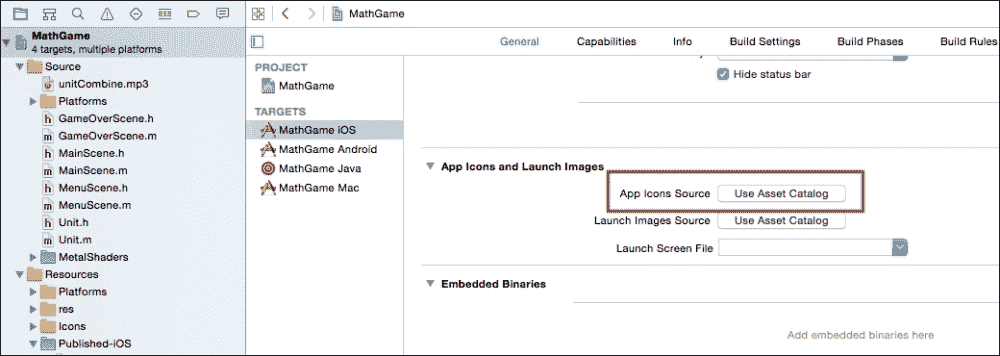 MathGame
MathGame
4 targets, multiple platforms
Source
unitCombine.mp3
Platforms
GameOverScene.h
GameOverScene.m
MainScene.h
MainScene.m
MenuScene.h
MenuScene.m
Unit.h
Unit.m
MetalShaders
Resources
Platforms
res
Icons
Published-iOS
General Capabilities Info Build Settings Build Phases Build Rules
PROJECT
MathGame
TARGETS
MathGame iOS
MathGame Android
MathGame Java
MathGame Mac
Hide status bar
App Icons and Launch Images
App Icons Source Use Asset Catalog
Launch Images Source Use Asset Catalog
Launch Screen File
Embedded Binaries
Add embedded binaries here